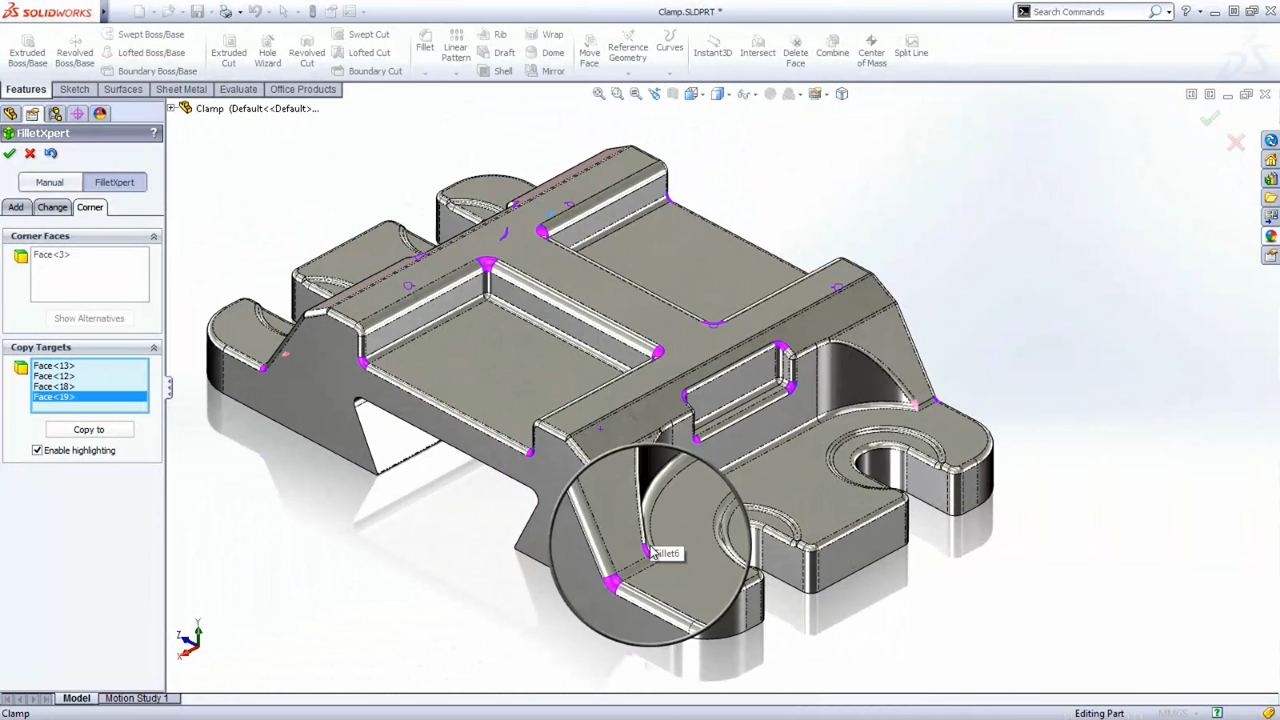 SOLIDWORKS
Clamp.SLDPRT *
Search Commands
Extruded Boss/Base
Revolved Boss/Base
Swept Boss/Base
Lofted Boss/Base
Boundary Boss/Base
Extruded Cut
Hole Wizard
Revolved Cut
Swept Cut
Lofted Cut
Boundary Cut
Fillet
Linear Pattern
Rib
Draft
Shell
Wrap
Dome
Mirror
Move Face
Reference Geometry
Curves
Instant3D
Intersect
Delete Face
Combine
Center of Mass
Split Line
Features
Sketch
Surfaces
Sheet Metal
Evaluate
Office Products
Clamp (Default<<Default>...
FilletXpert
?
Manual
FilletXpert
Add
Change
Corner
Corner Faces
Face<3>
Show Alternatives
Copy Targets
Face<13>
Face<12>
Face<18>
Face<19>
Copy to
Enable highlighting
Fillet6
Y
Z
X
Model
Motion Study 1
Clamp
Editing Part
MMGS